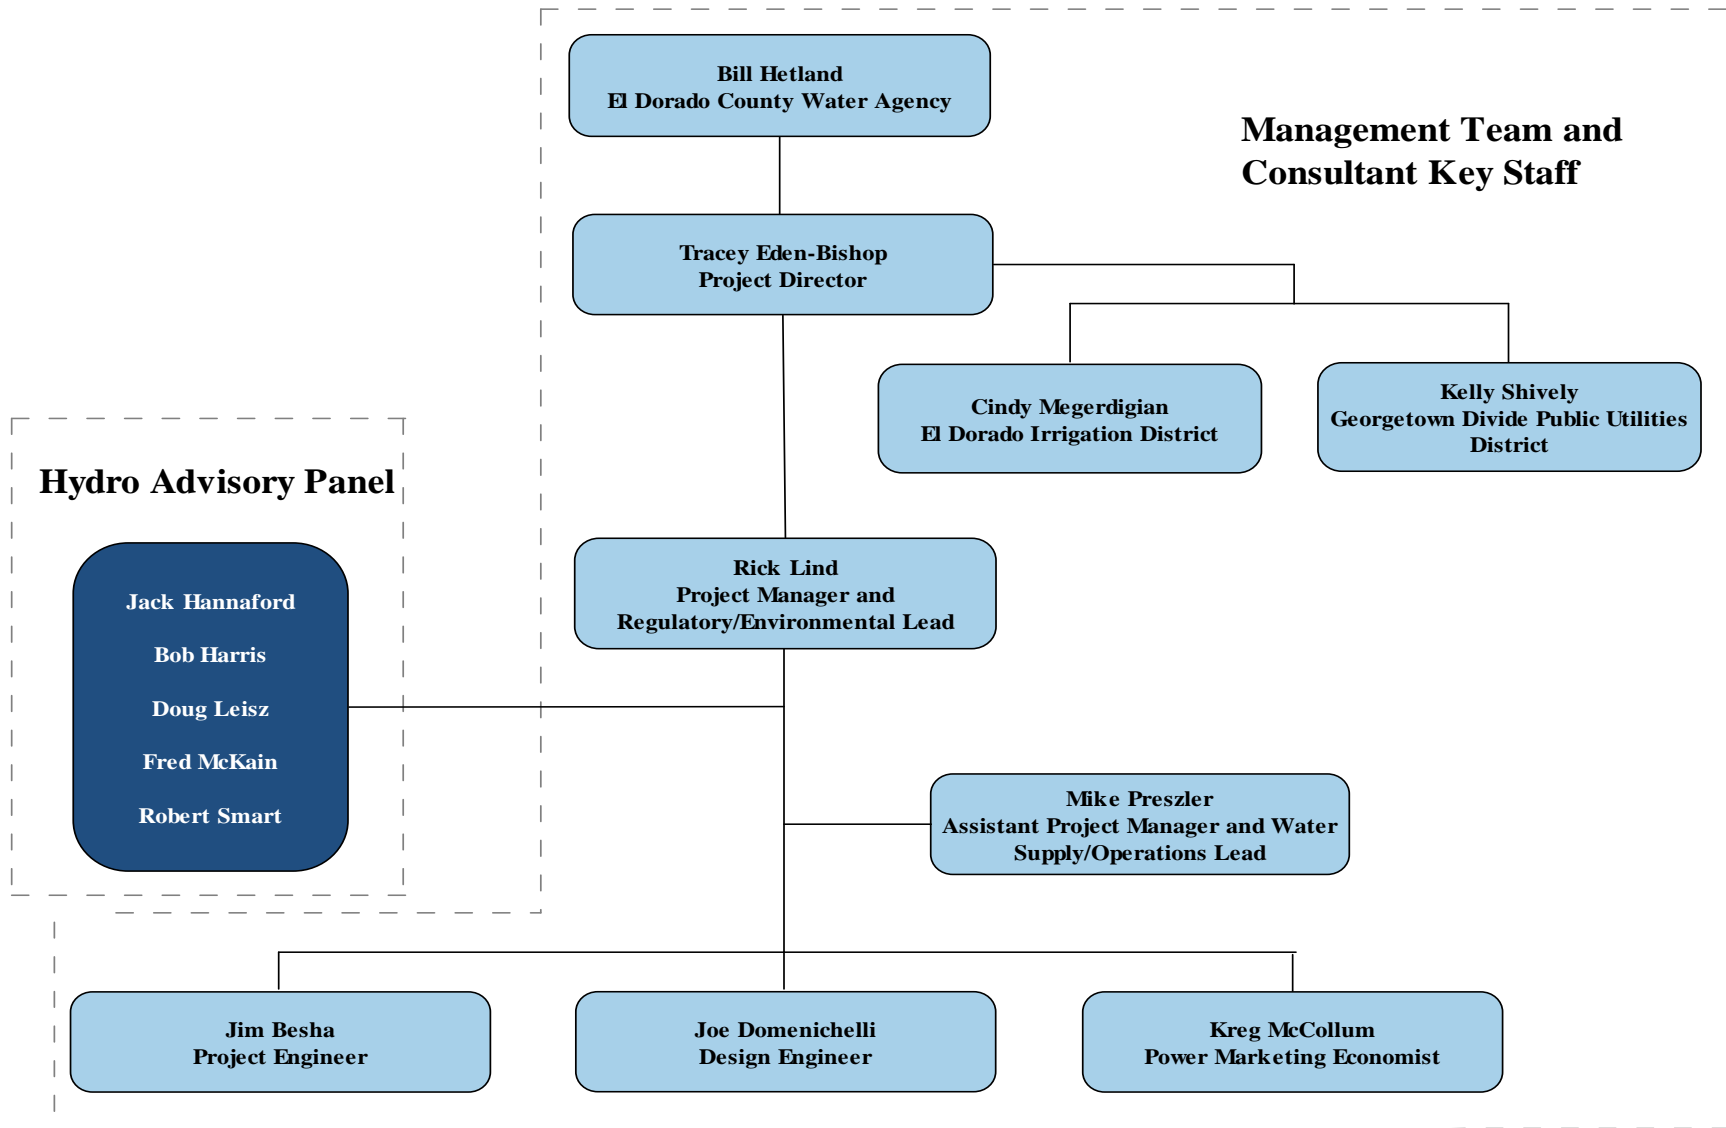 Bill Hetland
El Dorado County Water Agency
Management Team and
Consultant Key Staff
Tracey Eden-Bishop
Project Director
Cindy Megerdigian
El Dorado Irrigation District
Kelly Shively
Georgetown Divide Public Utilities
District
Hydro Advisory Panel
Jack Hannaford
Bob Harris
Doug Leisz
Fred McKain
Robert Smart
Rick Lind
Project Manager and
Regulatory/Environmental Lead
Mike Preszler
Assistant Project Manager and Water
Supply/Operations Lead
Jim Besha
Project Engineer
Joe Domenichelli
Design Engineer
Kreg McCollum
Power Marketing Economist